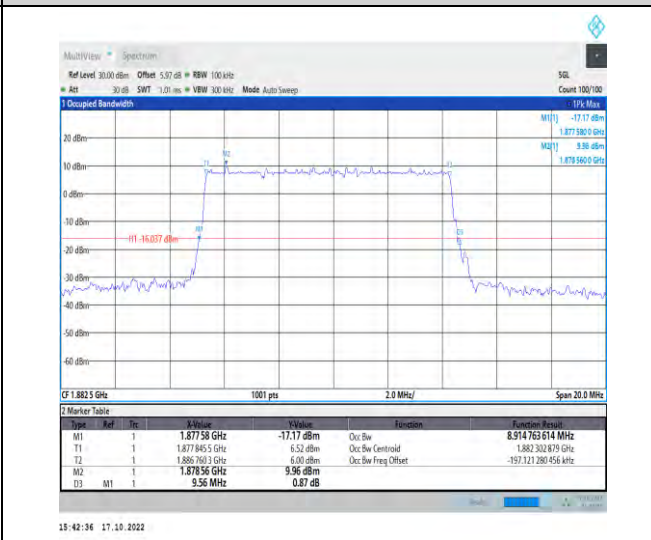 MultiView Spectrum
Ref Level 30.00 dBm Offset 5.97 dB RBW 100 kHz SGL
Att 30 dB SWT 1.01 ms VBW 300 kHz Mode Auto Sweep Count 100/100
1 Occupied Bandwidth 1Pk Max
M1[1] -17.17 dBm
1.877 580 0 GHz
M2[1] 9.96 dBm
1.878 560 0 GHz
20 dBm
M2
T1
10 dBm
0 dBm
-10 dBm
M1
D3
H1 -16.037 dBm
-20 dBm
-30 dBm
-40 dBm
-50 dBm
-60 dBm
CF 1.882 5 GHz 1001 pts 2.0 MHz/ Span 20.0 MHz
2 Marker Table
Type Ref Trc X-Value Y-Value Function Function Result
M1 1 1.877 58 GHz -17.17 dBm Occ Bw 8.914 763 614 MHz
T1 1 1.877 845 5 GHz 6.52 dBm Occ Bw Centroid 1.882 302 879 GHz
T2 1 1.886 760 3 GHz 6.00 dBm Occ Bw Freq Offset -197.121 280 456 kHz
M2 1 1.878 56 GHz 9.96 dBm
D3 M1 1 9.56 MHz 0.87 dB
15:42:36 17.10.2022